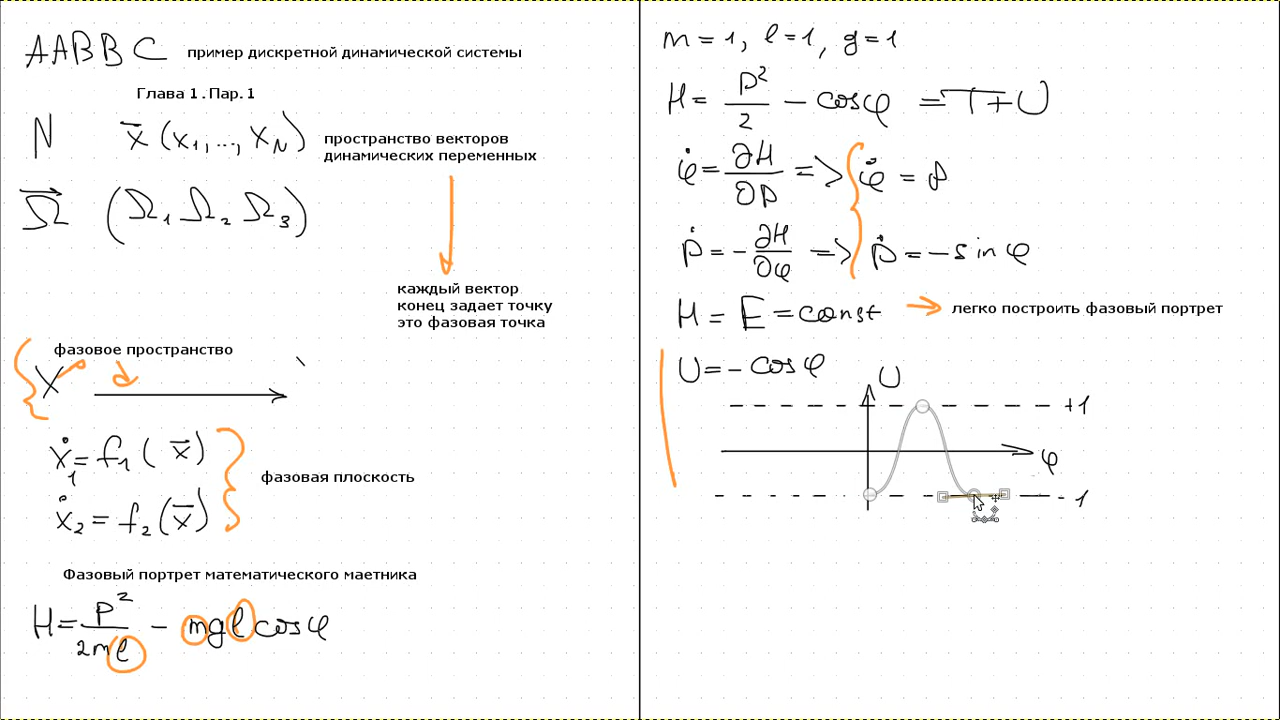 AABBC пример дискретной динамической системы
Глава 1. Пар. 1
N x̄ (x₁, ..., x_N) пространство векторов
динамических переменных
Ω⃗ (Ω₁ Ω₂ Ω₃)
каждый вектор
конец задает точку
это фазовая точка
фазовое пространство
X
ẋ₁ = f₁ (x̄)
фазовая плоскость
ẋ₂ = f₂ (x̄)
Фазовый портрет математического маетника
H = p²/2ml − mgl cosφ
m = 1, l = 1, g = 1
H = p²/2 − cosφ = T + U
φ̇ = ∂H/∂p => φ̇ = p
ṗ = − ∂H/∂φ => ṗ = − sin φ
H = E = const легко построить фазовый портрет
U = − cos φ
U
+1
φ
-1